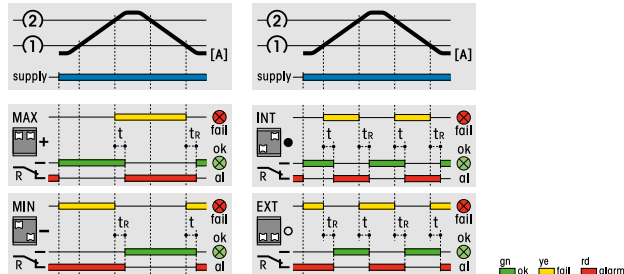 2
1
[A]
supply
2
1
[A]
supply
MAX
+
t
tR
fail
ok
R
al
INT
t
tR
t
tR
fail
ok
R
al
MIN
−
tR
t
fail
ok
R
al
EXT
tR
t
tR
t
fail
ok
R
al
gn ok ye fail rd alarm